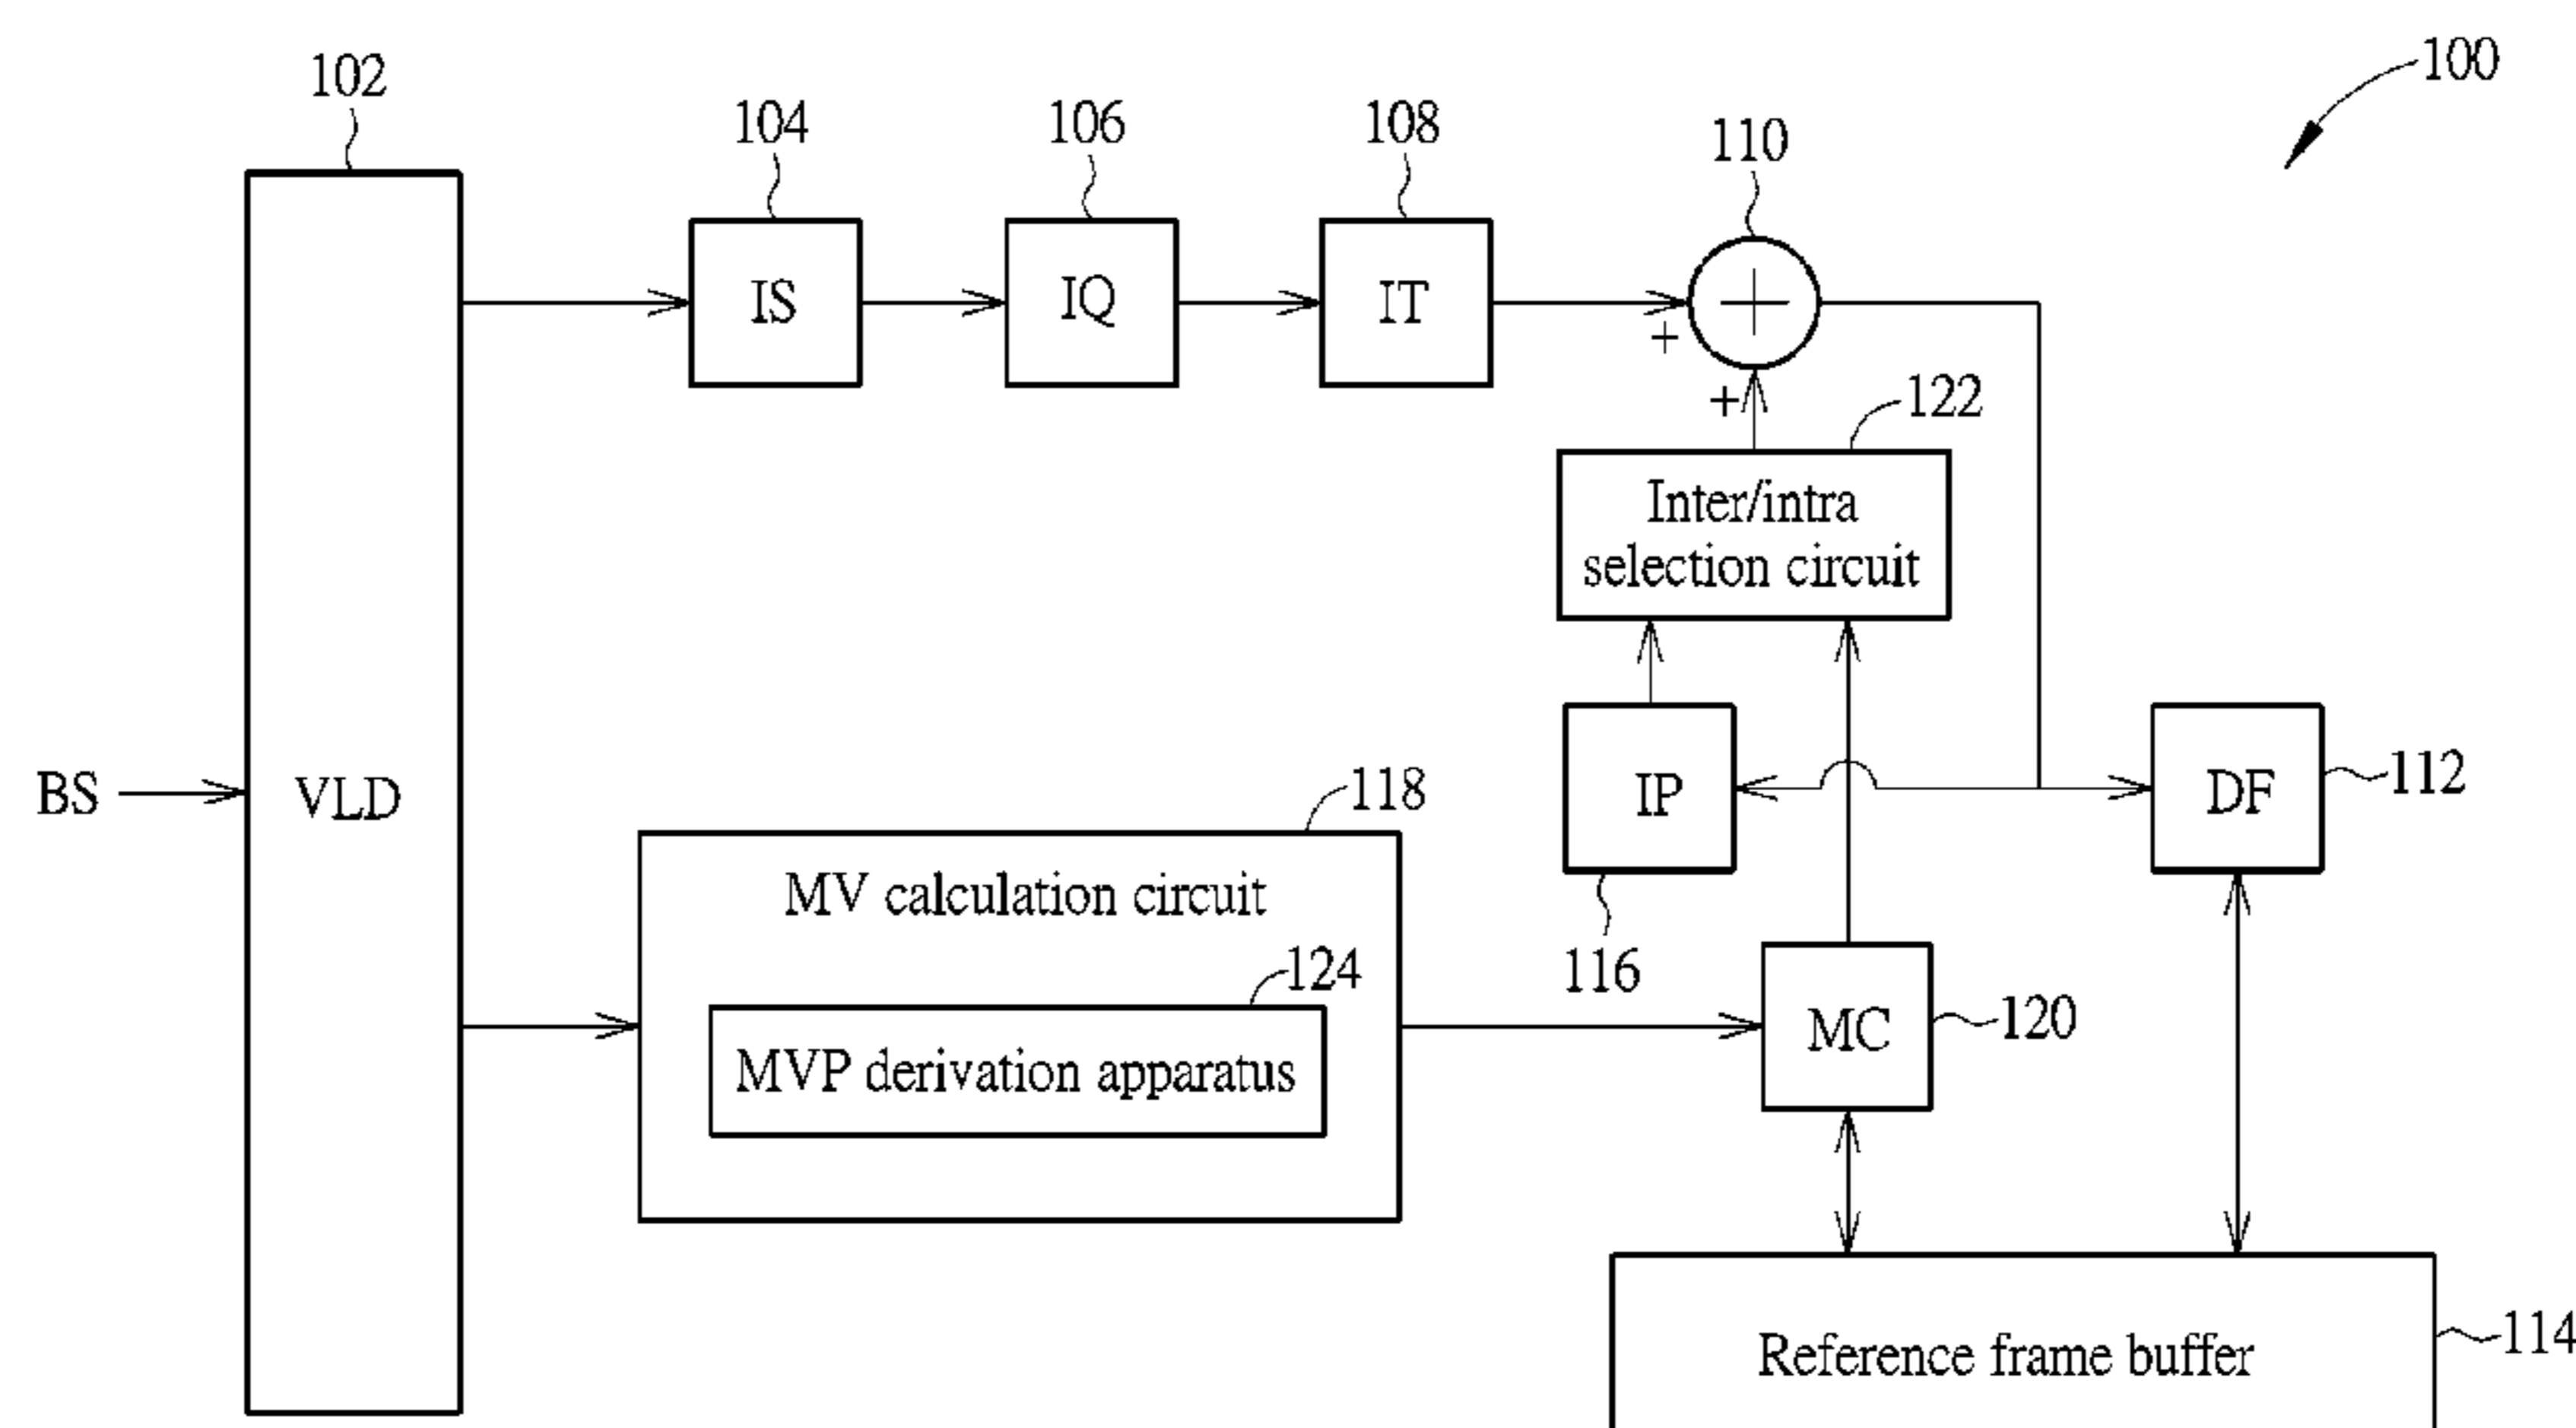 100
102
104
106
108
110
IS
IQ
IT
+
+
122
Inter/intra
selection circuit
BS
VLD
118
IP
DF
112
MV calculation circuit
116
124
MVP derivation apparatus
MC
120
Reference frame buffer
114